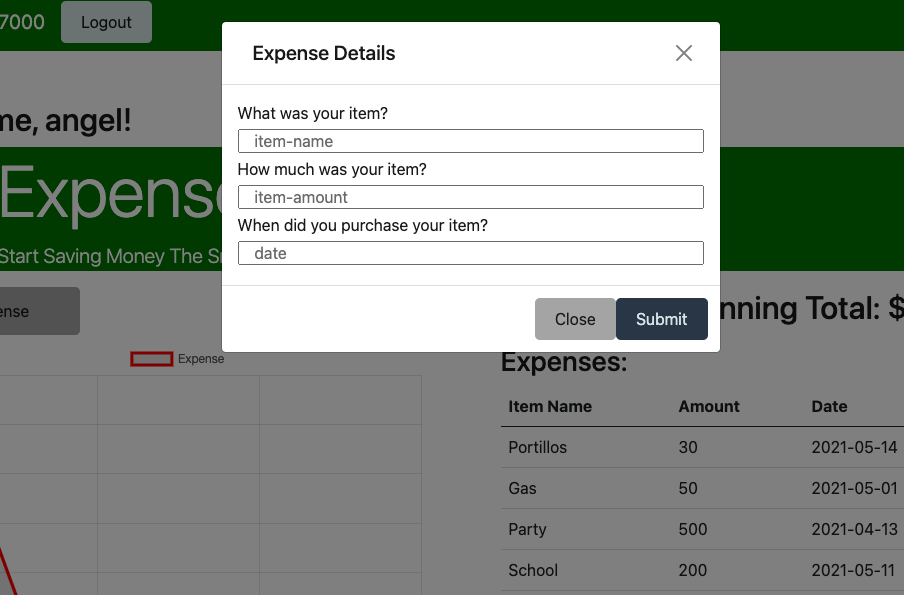 7000 Logout
Expense Details
What was your item?
item-name
How much was your item?
item-amount
When did you purchase your item?
date
Close Submit
me, angel!
Expense
Start Saving Money The
Total: $
Expense
Expenses:
Item Name Amount Date
Portillos 30 2021-05-14
Gas 50 2021-05-01
Party 500 2021-04-13
School 200 2021-05-11